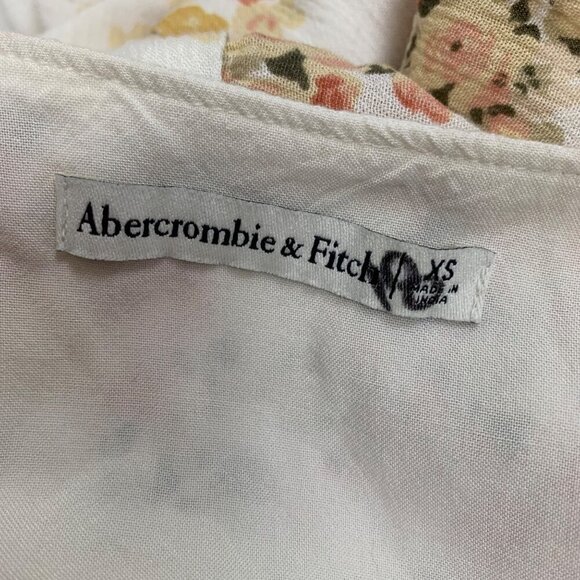 Abercrombie & Fitch XS
MADE IN
INDIA